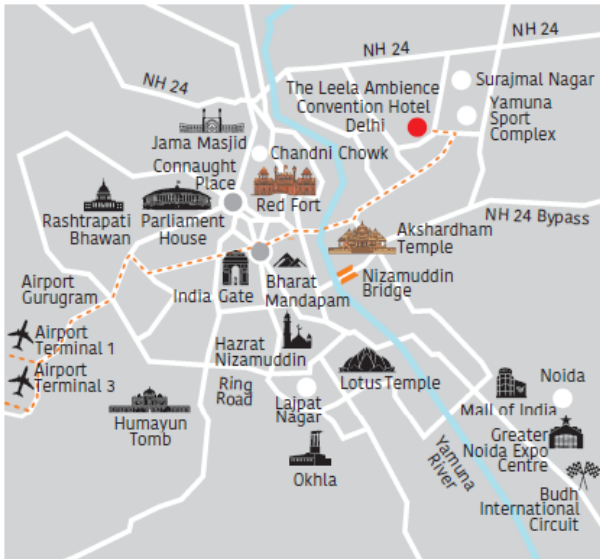 NH 24
NH 24
NH 24
The Leela Ambience
Convention Hotel
Delhi
Surajmal Nagar
Yamuna
Sport
Complex
Jama Masjid
Chandni Chowk
Connaught
Place
Red Fort
Rashtrapati
Bhawan
Parliament
House
NH 24 Bypass
Akshardham
Temple
Airport
Gurugram
India Gate
Bharat
Mandapam
Nizamuddin
Bridge
Airport
Terminal 1
Airport
Terminal 3
Hazrat
Nizamuddin
Ring
Road
Lotus Temple
Noida
Lajpat
Nagar
Mall of India
Humayun
Tomb
Greater
Noida Expo
Centre
Okhla
Yamuna
River
Budh
International
Circuit